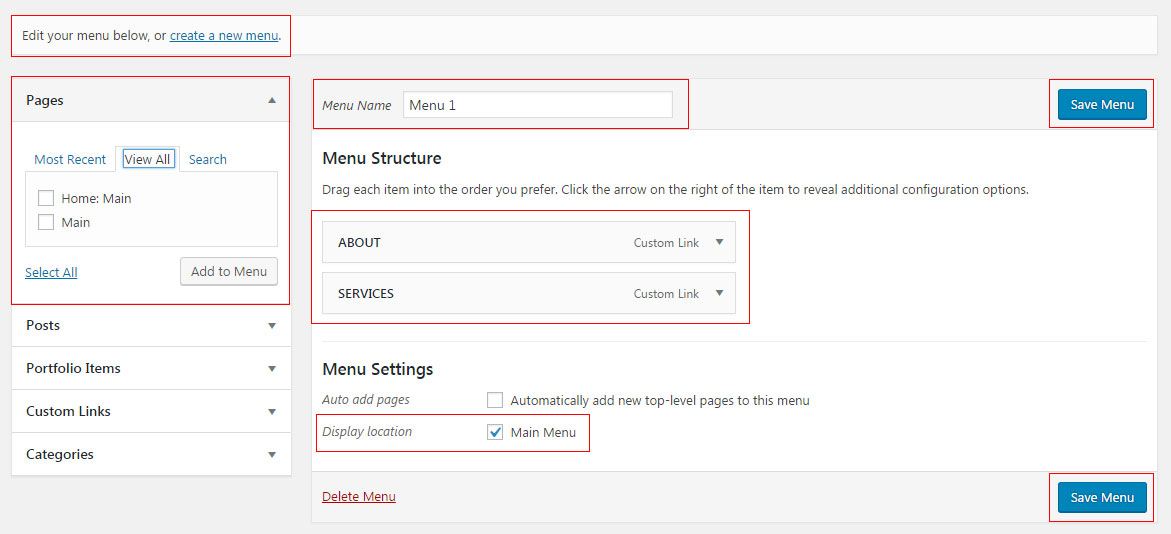 Edit your menu below, or create a new menu.
Pages
Most Recent View All Search
Home: Main
Main
Select All Add to Menu
Posts
Portfolio Items
Custom Links
Categories
Menu Name Menu 1 Save Menu
Menu Structure
Drag each item into the order you prefer. Click the arrow on the right of the item to reveal additional configuration options.
ABOUT Custom Link
SERVICES Custom Link
Menu Settings
Auto add pages Automatically add new top-level pages to this menu
Display location Main Menu
Delete Menu Save Menu